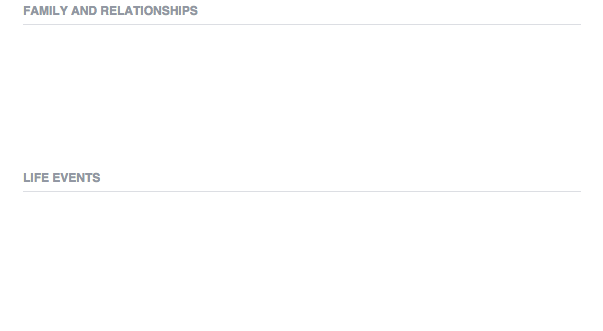 FAMILY AND RELATIONSHIPS
LIFE EVENTS